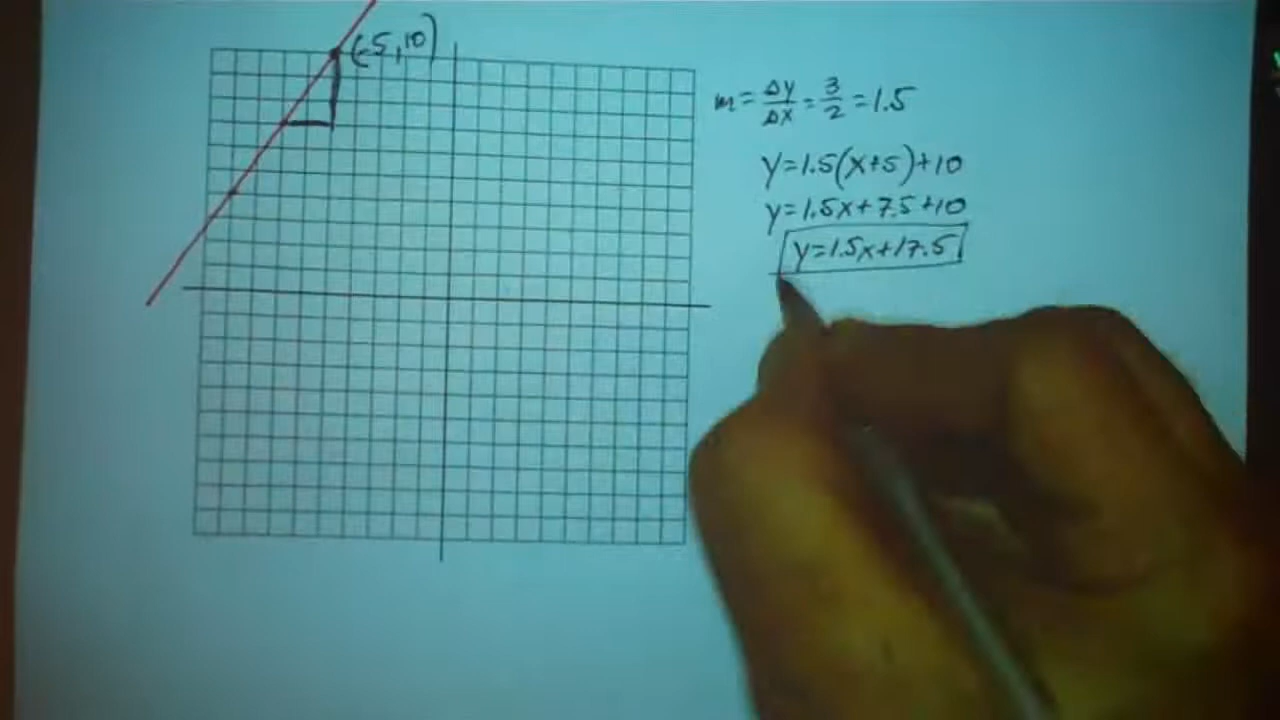 (-5,10)
m = Δy/Δx = 3/2 = 1.5
y=1.5(x+5)+10
y=1.5x+7.5+10
y=1.5x+17.5